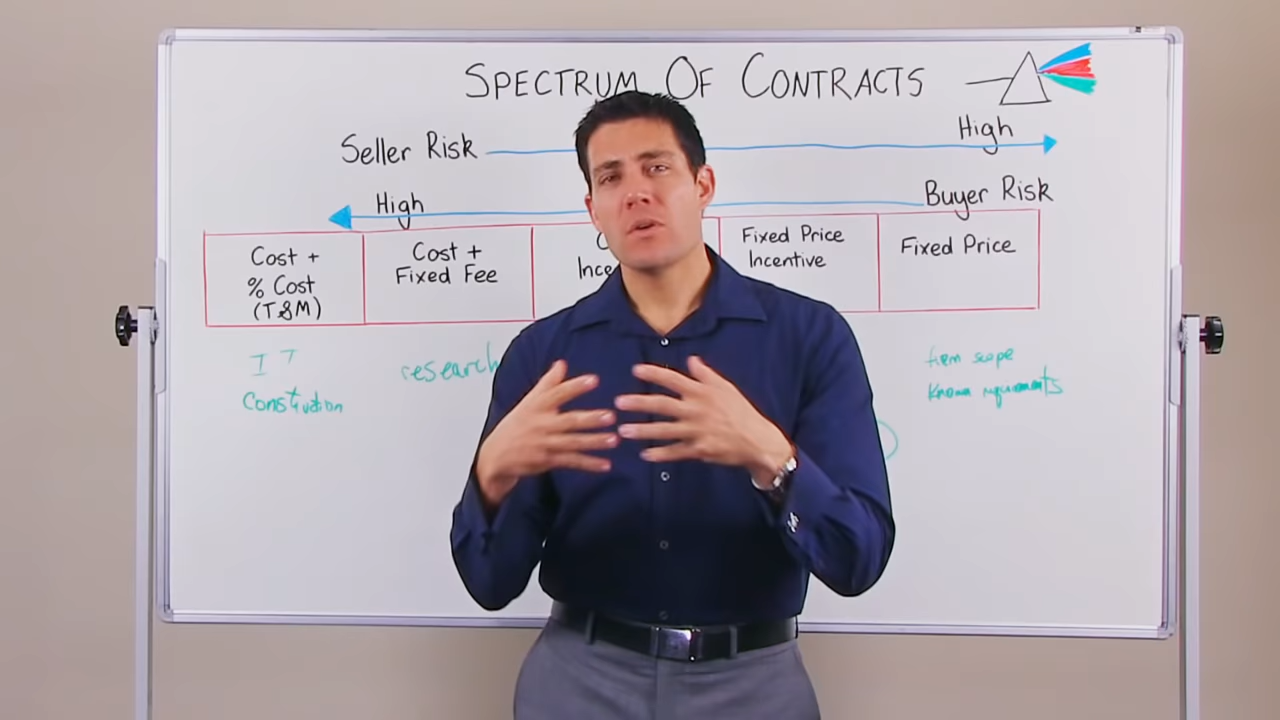 SPECTRUM OF CONTRACTS
Seller Risk
High
High
Buyer Risk
Cost +
% Cost
(T&M)
Cost +
Fixed Fee
Fixed Price
Incentive
Fixed Price
IT
Construction
research
firm scope
Known requirements